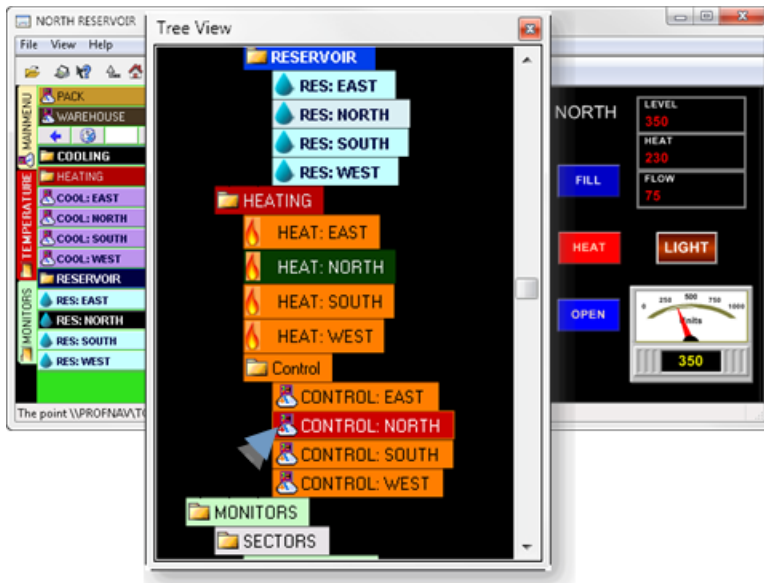 NORTH RESERVOIR
File View Help
MAINMENU
TEMPERATURE
MONITORS
PACK
WAREHOUSE
COOLING
HEATING
COOL: EAST
COOL: NORTH
COOL: SOUTH
COOL: WEST
RESERVOIR
RES: EAST
RES: NORTH
RES: SOUTH
RES: WEST
The point \\PROFNAV\T
Tree View
RESERVOIR
RES: EAST
RES: NORTH
RES: SOUTH
RES: WEST
HEATING
HEAT: EAST
HEAT: NORTH
HEAT: SOUTH
HEAT: WEST
Control
CONTROL: EAST
CONTROL: NORTH
CONTROL: SOUTH
CONTROL: WEST
MONITORS
SECTORS
NORTH
LEVEL
350
HEAT
230
FLOW
75
FILL
HEAT
LIGHT
OPEN
0 250 500 750 1000
Units
350